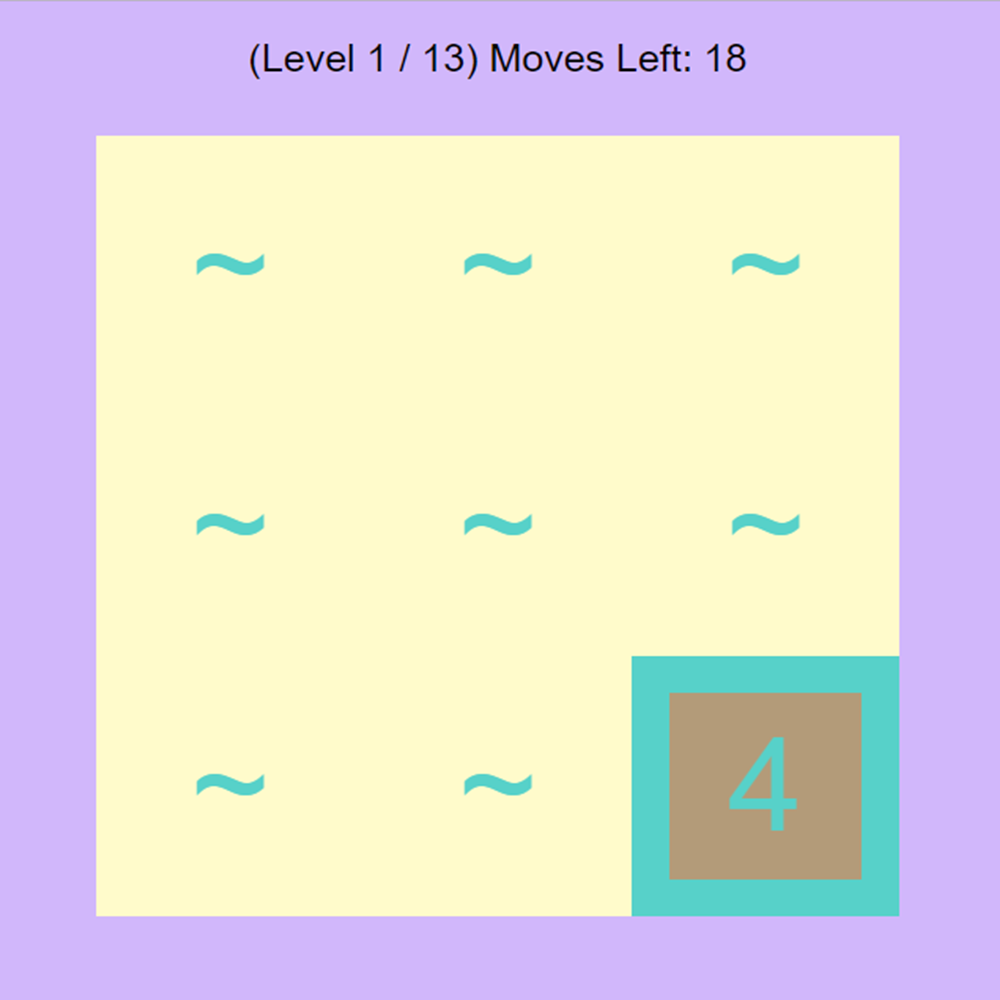 (Level 1 / 13) Moves Left: 18
~ ~ ~
~ ~ ~
~ ~ 4